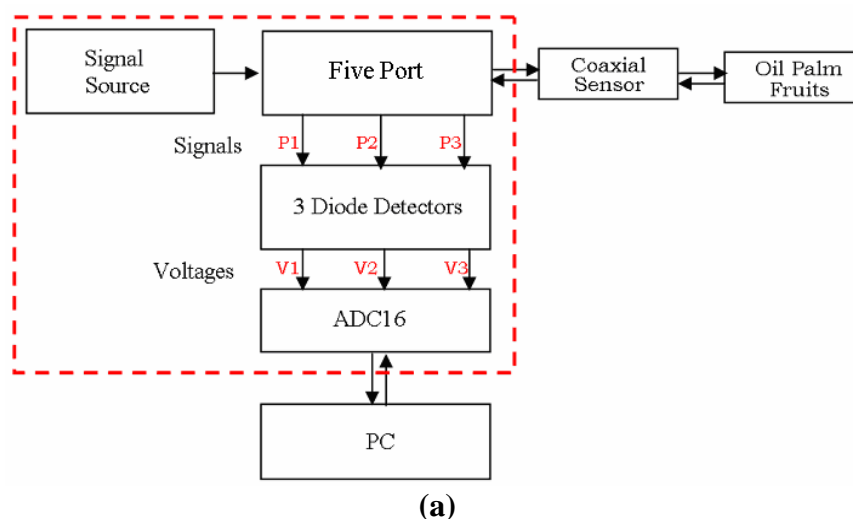 Signal
Source
Five Port
Coaxial
Sensor
Oil Palm
Fruits
Signals
P1
P2
P3
3 Diode Detectors
Voltages
V1
V2
V3
ADC16
PC
(a)